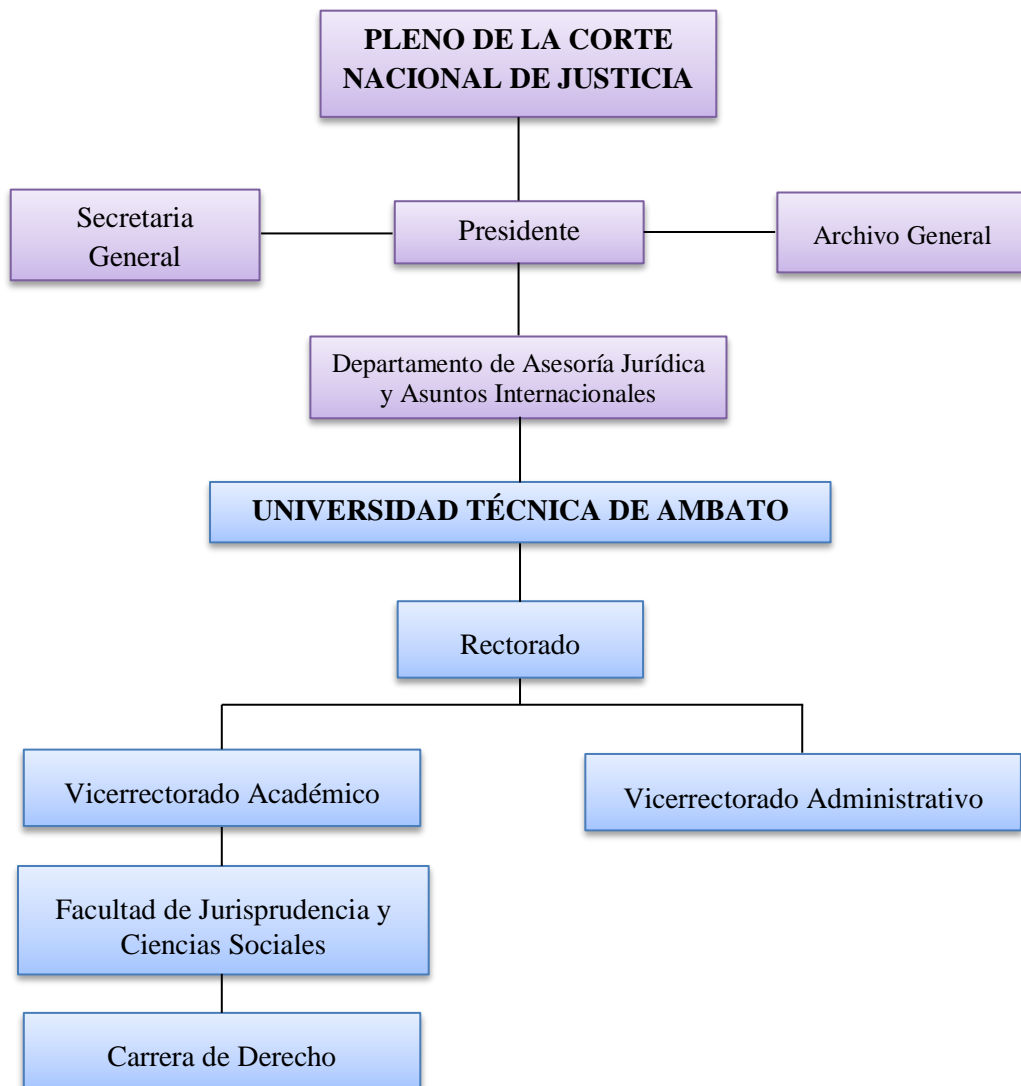 PLENO DE LA CORTE
NACIONAL DE JUSTICIA
Secretaria
General
Presidente
Archivo General
Departamento de Asesoría Jurídica
y Asuntos Internacionales
UNIVERSIDAD TÉCNICA DE AMBATO
Rectorado
Vicerrectorado Académico
Vicerrectorado Administrativo
Facultad de Jurisprudencia y
Ciencias Sociales
Carrera de Derecho